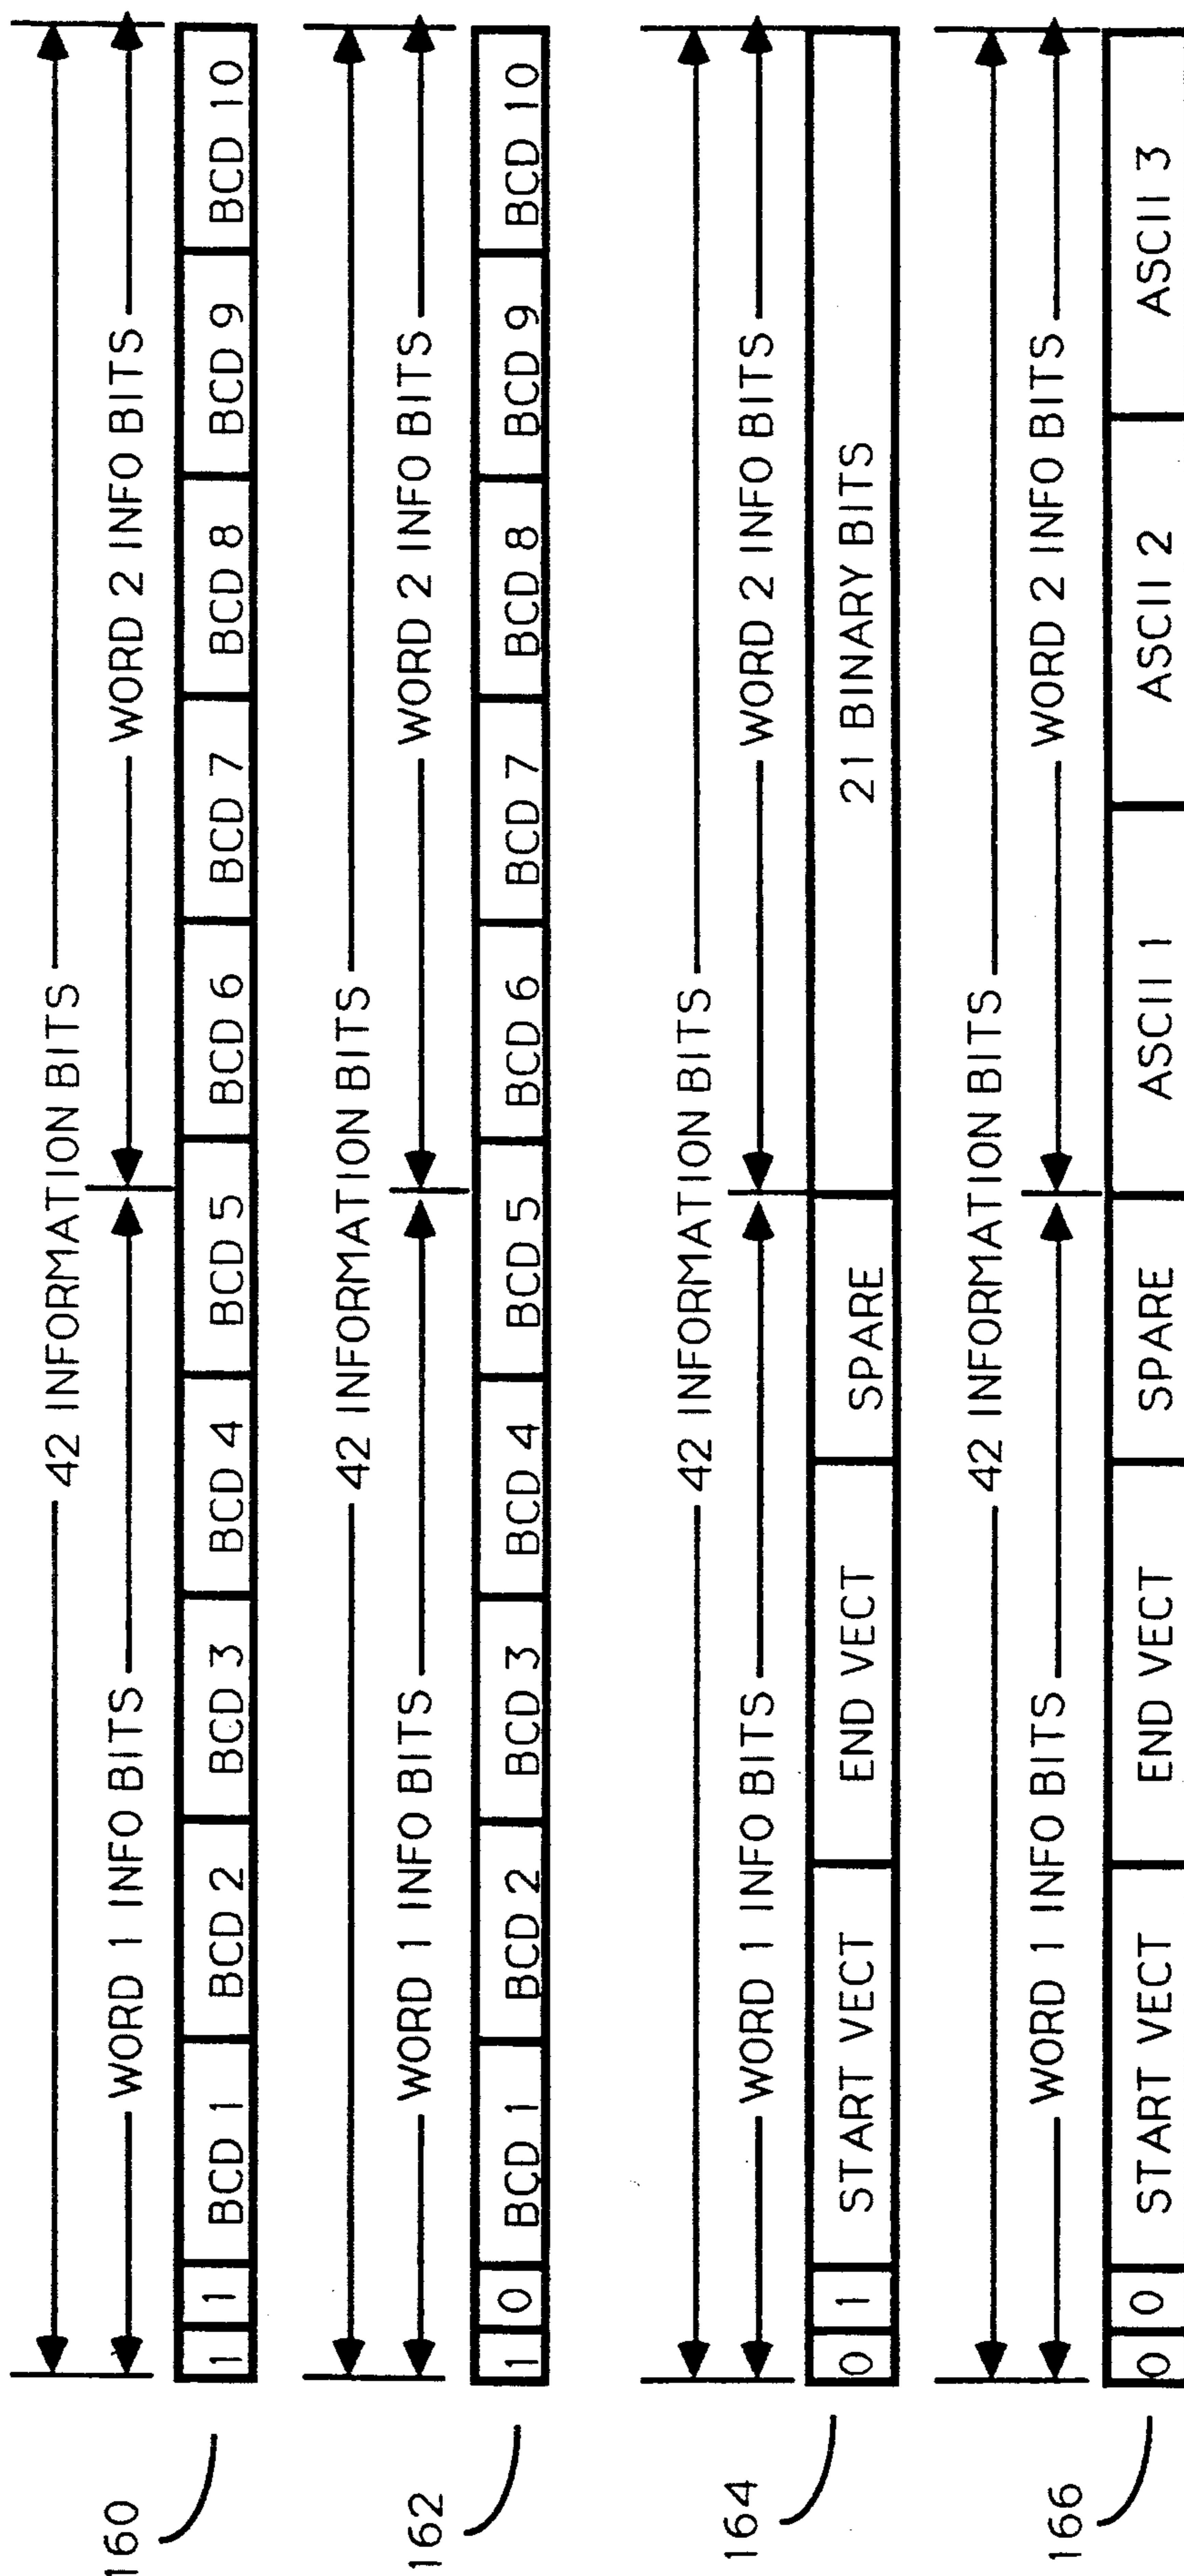 42 INFORMATION BITS
WORD 1 INFO BITS WORD 2 INFO BITS
160 1 1 BCD 1 BCD 2 BCD 3 BCD 4 BCD 5 BCD 6 BCD 7 BCD 8 BCD 9 BCD 10
42 INFORMATION BITS
WORD 1 INFO BITS WORD 2 INFO BITS
162 1 0 BCD 1 BCD 2 BCD 3 BCD 4 BCD 5 BCD 6 BCD 7 BCD 8 BCD 9 BCD 10
42 INFORMATION BITS
WORD 1 INFO BITS WORD 2 INFO BITS
164 0 1 START VECT END VECT SPARE 21 BINARY BITS
42 INFORMATION BITS
WORD 1 INFO BITS WORD 2 INFO BITS
166 0 0 START VECT END VECT SPARE ASCII 1 ASCII 2 ASCII 3